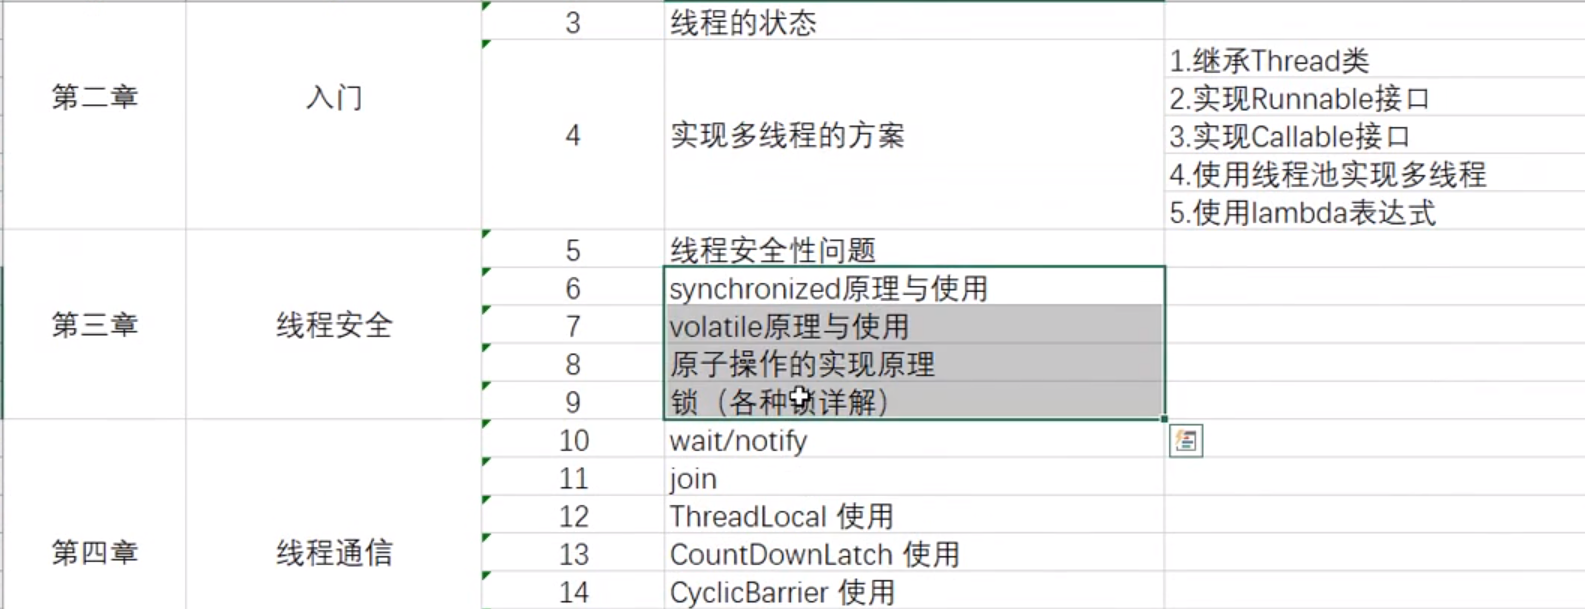 3 线程的状态
1.继承Thread类
第二章 入门 2.实现Runnable接口
4 实现多线程的方案 3.实现Callable接口
4.使用线程池实现多线程
5.使用lambda表达式
5 线程安全性问题
6 synchronized原理与使用
第三章 线程安全 7 volatile原理与使用
8 原子操作的实现原理
9 锁（各种锁详解）
10 wait/notify
11 join
12 ThreadLocal 使用
第四章 线程通信 13 CountDownLatch 使用
14 CyclicBarrier 使用